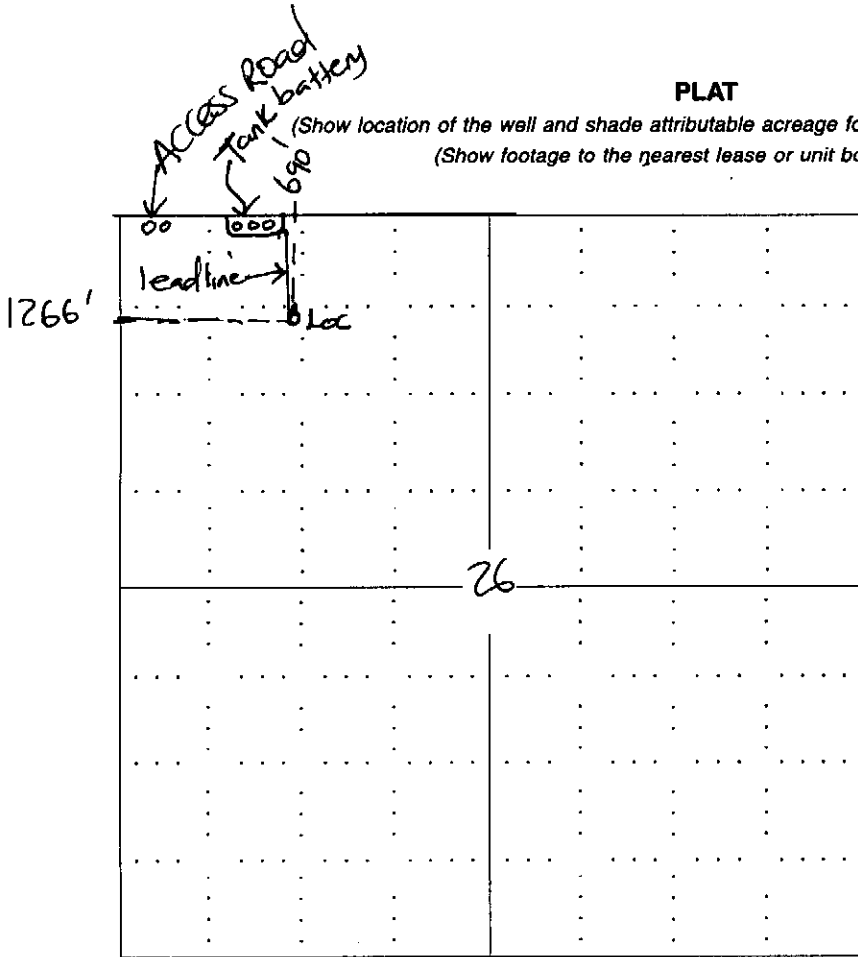 ACCESS Road
Tank battery
PLAT
(Show location of the well and shade attributable acreage fo
(Show footage to the nearest lease or unit bo
690'
leadline
1266'
Loc
26